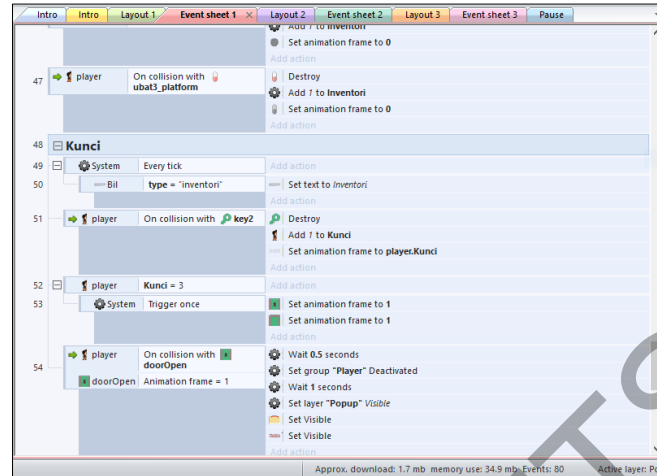 Intro Intro Layout 1 Event sheet 1 Layout 2 Event sheet 2 Layout 3 Event sheet 3 Pause
Add 1 to Inventori
Set animation frame to 0
Add action
47 player On collision with Destroy
ubat3_platform Add 1 to Inventori
Set animation frame to 0
Add action
48 Kunci
49 System Every tick Add action
50 Bil type = "inventori" Set text to Inventori
Add action
51 player On collision with key2 Destroy
Add 1 to Kunci
Set animation frame to player.Kunci
Add action
52 player Kunci = 3 Add action
53 System Trigger once Set animation frame to 1
Set animation frame to 1
Add action
54 player On collision with Wait 0.5 seconds
doorOpen Set group "Player" Deactivated
doorOpen Animation frame = 1 Wait 1 seconds
Set layer "Popup" Visible
Set Visible
Set Visible
Add action
Approx. download: 1.7 mb memory use: 34.9 mb Events: 80 Active layer: Po